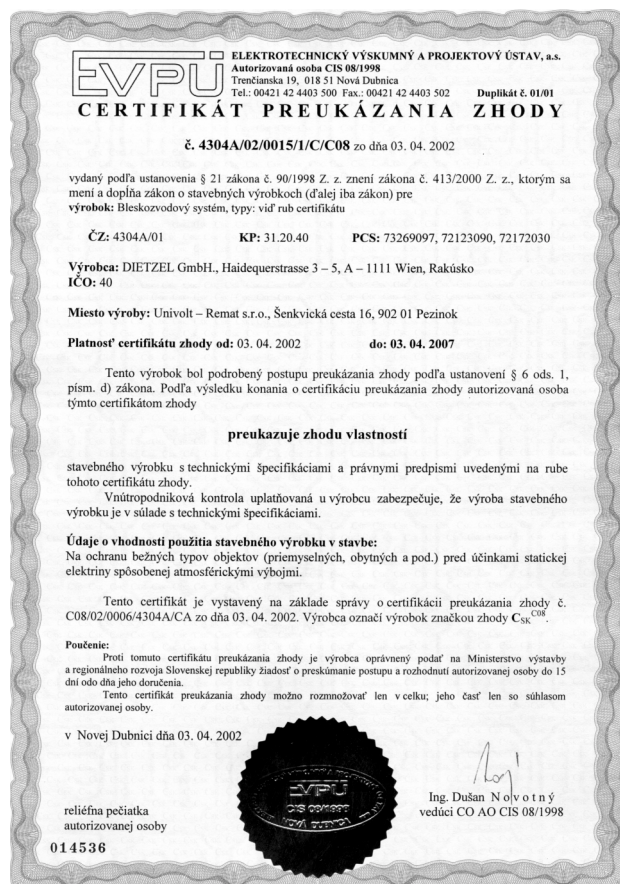 EVPÚ
ELEKTROTECHNICKÝ VÝSKUMNÝ A PROJEKTOVÝ ÚSTAV, a.s.
Autorizovaná osoba CIS 08/1998
Trenčianska 19, 018 51 Nová Dubnica
Tel.: 00421 42 4403 500 Fax.: 00421 42 4403 502 Duplikát č. 01/01
CERTIFIKÁT PREUKÁZANIA ZHODY
č. 4304A/02/0015/1/C/C08 zo dňa 03. 04. 2002
vydaný podľa ustanovenia § 21 zákona č. 90/1998 Z. z. v znení zákona č. 413/2000 Z. z., ktorým sa
mení a dopĺňa zákon o stavebných výrobkoch (ďalej iba zákon) pre
výrobok: Bleskozvodový systém, typy: viď rub certifikátu
ČZ: 4304A/01 KP: 31.20.40 PCS: 73269097, 72123090, 72172030
Výrobca: DIETZEL GmbH., Haidequerstrasse 3 – 5, A – 1111 Wien, Rakúsko
IČO: 40
Miesto výroby: Univolt – Remat s.r.o., Šenkvická cesta 16, 902 01 Pezinok
Platnosť certifikátu zhody od: 03. 04. 2002 do: 03. 04. 2007
Tento výrobok bol podrobený postupu preukázania zhody podľa ustanovení § 6 ods. 1,
písm. d) zákona. Podľa výsledku konania o certifikáciu preukázania zhody autorizovaná osoba
týmto certifikátom zhody
preukazuje zhodu vlastností
stavebného výrobku s technickými špecifikáciami a právnymi predpismi uvedenými na rube
tohoto certifikátu zhody.
Vnútropodniková kontrola uplatňovaná u výrobcu zabezpečuje, že výroba stavebného
výrobku je v súlade s technickými špecifikáciami.
Údaje o vhodnosti použitia stavebného výrobku v stavbe:
Na ochranu bežných typov objektov (priemyselných, obytných a pod.) pred účinkami statickej
elektriny spôsobenej atmosférickými výbojmi.
Tento certifikát je vystavený na základe správy o certifikácii preukázania zhody č.
C08/02/0006/4304A/CA zo dňa 03. 04. 2002. Výrobca označí výrobok značkou zhody C_SK^C08.
Poučenie:
Proti tomuto certifikátu preukázania zhody je výrobca oprávnený podať na Ministerstvo výstavby
a regionálneho rozvoja Slovenskej republiky žiadosť o preskúmanie postupu a rozhodnutí autorizovanej osoby do 15
dní odo dňa jeho doručenia.
Tento certifikát preukázania zhody možno rozmnožovať len v celku; jeho časť len so súhlasom
autorizovanej osoby.
v Novej Dubnici dňa 03. 04. 2002
EVPÚ
CIS 08/1998
NOVÁ DUBNICA
Ing. Dušan Novotný
vedúci CO AO CIS 08/1998
reliéfna pečiatka
autorizovanej osoby
014536